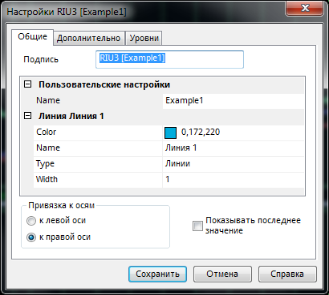 Настройки RIU3 [Example1]
Общие Дополнительно Уровни
Подпись RIU3 [Example1]
Пользовательские настройки
Name Example1
Линия Линия 1
Color 0,172,220
Name Линия 1
Type Линии
Width 1
Привязка к осям
к левой оси
к правой оси
Показывать последнее
значение
Сохранить Отмена Справка